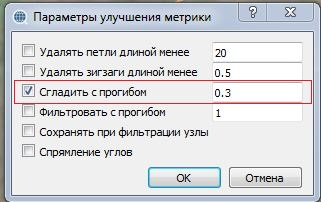 Параметры улучшения метрики
Удалять петли длиной менее 20
Удалять зигзаги длиной менее 0.5
Сгладить с прогибом 0.3
Фильтровать с прогибом 1
Сохранять при фильтрации узлы
Спрямление углов
OK Отмена